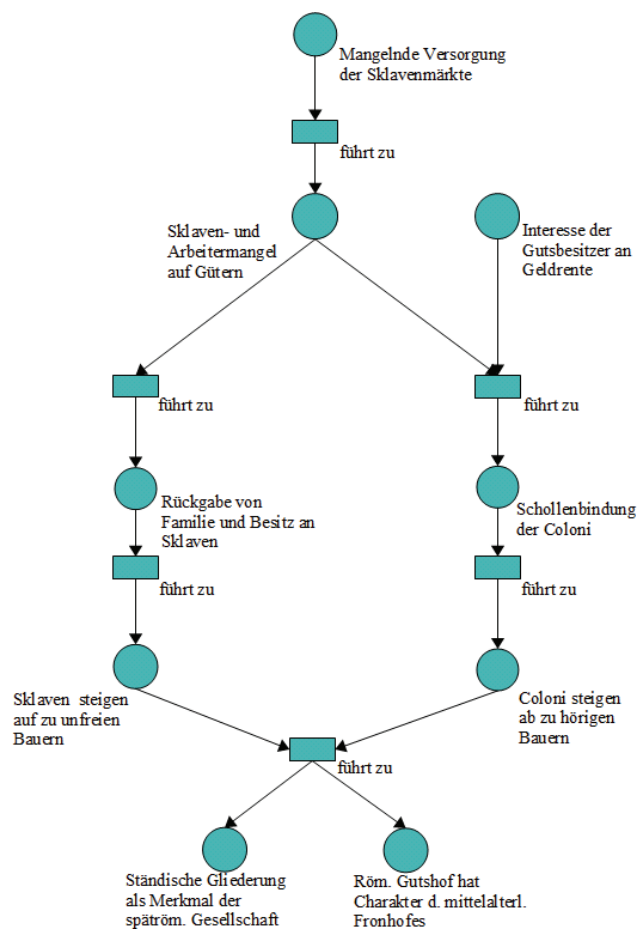 Mangelnde Versorgung
der Sklavenmärkte
führt zu
Sklaven- und
Arbeitermangel
auf Gütern
Interesse der
Gutsbesitzer an
Geldrente
führt zu
führt zu
Rückgabe von
Familie und Besitz an
Sklaven
Schollenbindung
der Coloni
führt zu
führt zu
Sklaven steigen
auf zu unfreien
Bauern
Coloni steigen
ab zu hörigen
Bauern
führt zu
Ständische Gliederung
als Merkmal der
spätröm. Gesellschaft
Röm. Gutshof hat
Charakter d. mittelalterl.
Fronhofes